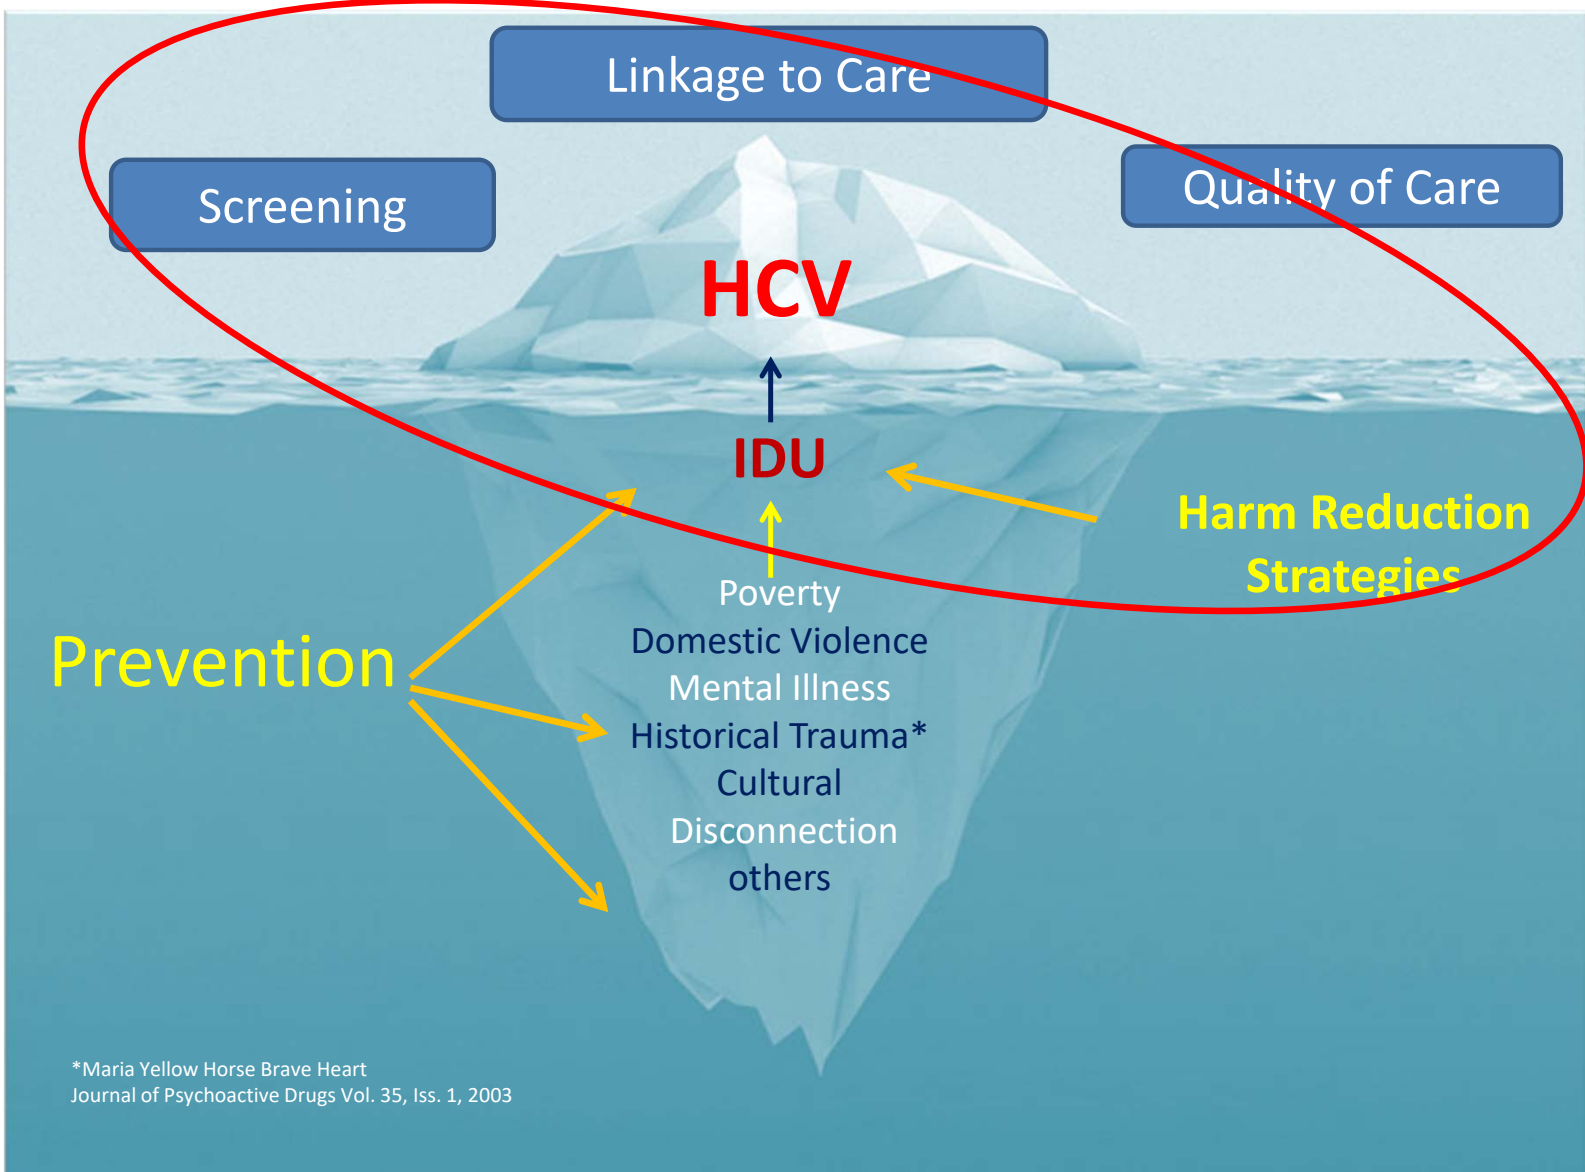 Linkage to Care
Screening
Quality of Care
HCV
IDU
Harm Reduction
Strategies
Prevention
Poverty
Domestic Violence
Mental Illness
Historical Trauma*
Cultural
Disconnection
others
*Maria Yellow Horse Brave Heart
Journal of Psychoactive Drugs Vol. 35, Iss. 1, 2003